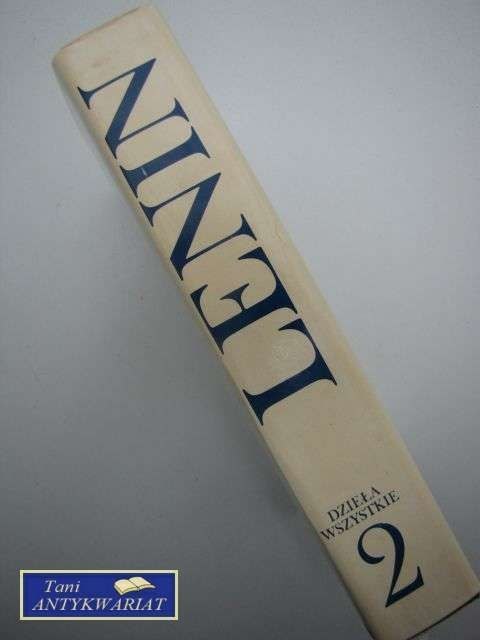 LENIN
DZIEŁA
WSZYSTKIE
2
Tani
ANTYKWARIAT